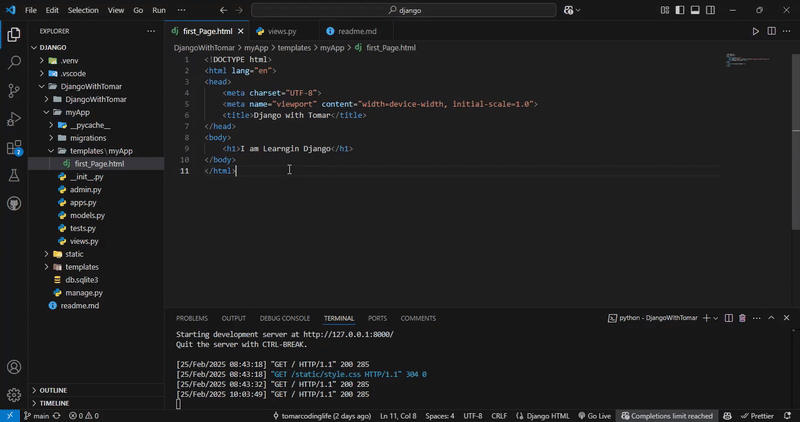 File Edit Selection View Go Run ···
django
EXPLORER ···
DJANGO
.venv
.vscode
DjangoWithTomar
DjangoWithTomar
myApp
__pycache__
migrations
templates \ myApp
first_Page.html
__init__.py
admin.py
apps.py
models.py
tests.py
views.py
static
templates
db.sqlite3
manage.py
readme.md
OUTLINE
TIMELINE
first_Page.html views.py readme.md
DjangoWithTomar > myApp > templates > myApp > first_Page.html
1 <!DOCTYPE html>
2 <html lang="en">
3 <head>
4 <meta charset="UTF-8">
5 <meta name="viewport" content="width=device-width, initial-scale=1.0">
6 <title>Django with Tomar</title>
7 </head>
8 <body>
9 <h1>I am Learngin Django</h1>
10 </body>
11 </html>
PROBLEMS OUTPUT DEBUG CONSOLE TERMINAL PORTS COMMENTS python - DjangoWithTomar
Starting development server at http://127.0.0.1:8000/
Quit the server with CTRL-BREAK.
[25/Feb/2025 08:43:18] "GET / HTTP/1.1" 200 285
[25/Feb/2025 08:43:18] "GET /static/style.css HTTP/1.1" 304 0
[25/Feb/2025 08:43:32] "GET / HTTP/1.1" 200 285
[25/Feb/2025 10:03:49] "GET / HTTP/1.1" 200 285
main 0 0 tomarcodinglife (2 days ago) Ln 11, Col 8 Spaces: 4 UTF-8 CRLF Django HTML Go Live Completions limit reached Prettier